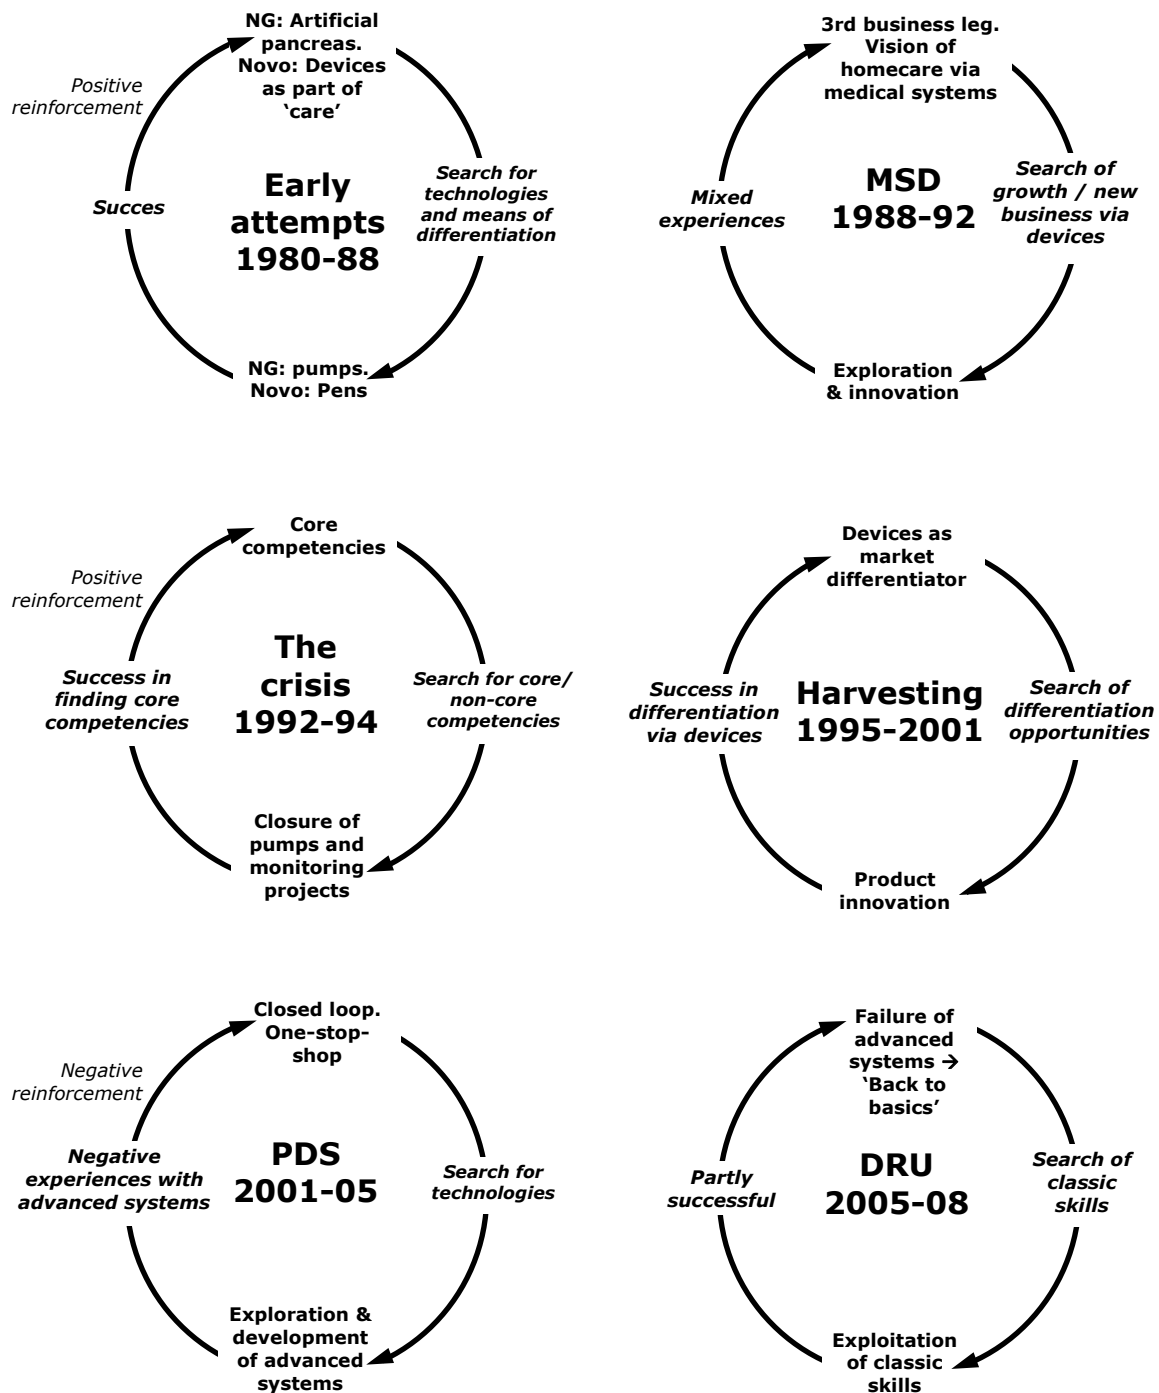 NG: Artificial
pancreas.
Novo: Devices
as part of
‘care’
Positive
reinforcement
Early
attempts
1980-88
Search for
technologies
and means of
differentiation
Succes
NG: pumps.
Novo: Pens
3rd business leg.
Vision of
homecare via
medical systems
MSD
1988-92
Search of
growth / new
business via
devices
Mixed
experiences
Exploration
& innovation
Core
competencies
Positive
reinforcement
The
crisis
1992-94
Success in
finding core
competencies
Search for core/
non-core
competencies
Closure of
pumps and
monitoring
projects
Devices as
market
differentiator
Success in
differentiation
via devices
Harvesting
1995-2001
Search of
differentiation
opportunities
Product
innovation
Closed loop.
One-stop-
shop
Negative
reinforcement
Negative
experiences with
advanced systems
PDS
2001-05
Search for
technologies
Exploration &
development
of advanced
systems
Failure of
advanced
systems →
‘Back to
basics’
Partly
successful
DRU
2005-08
Search of
classic
skills
Exploitation
of classic
skills